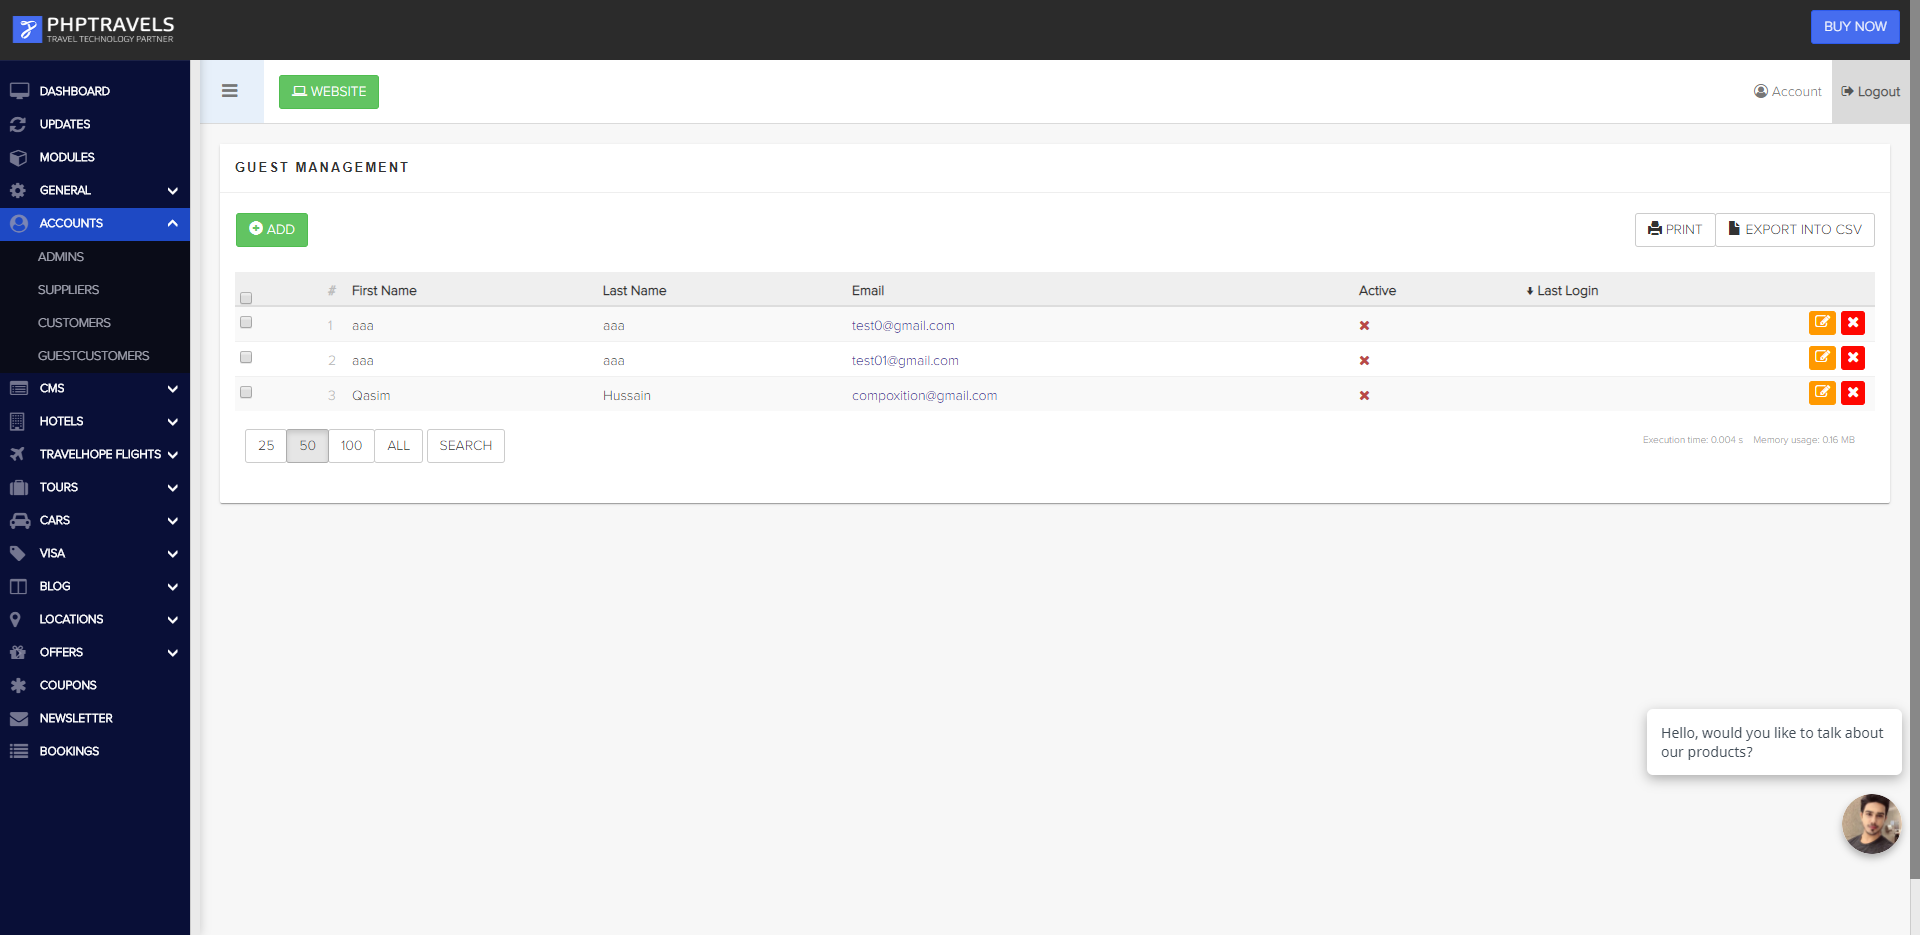 PHPTRAVELS
TRAVEL TECHNOLOGY PARTNER
BUY NOW
DASHBOARD
UPDATES
MODULES
GENERAL
ACCOUNTS
ADMINS
SUPPLIERS
CUSTOMERS
GUESTCUSTOMERS
CMS
HOTELS
TRAVELHOPE FLIGHTS
TOURS
CARS
VISA
BLOG
LOCATIONS
OFFERS
COUPONS
NEWSLETTER
BOOKINGS
WEBSITE
Account
Logout
GUEST MANAGEMENT
ADD
PRINT
EXPORT INTO CSV
# First Name Last Name Email Active Last Login
1 aaa aaa test0@gmail.com
2 aaa aaa test01@gmail.com
3 Qasim Hussain compoxition@gmail.com
25 50 100 ALL SEARCH
Execution time: 0.004 s Memory usage: 0.16 MB
Hello, would you like to talk about
our products?